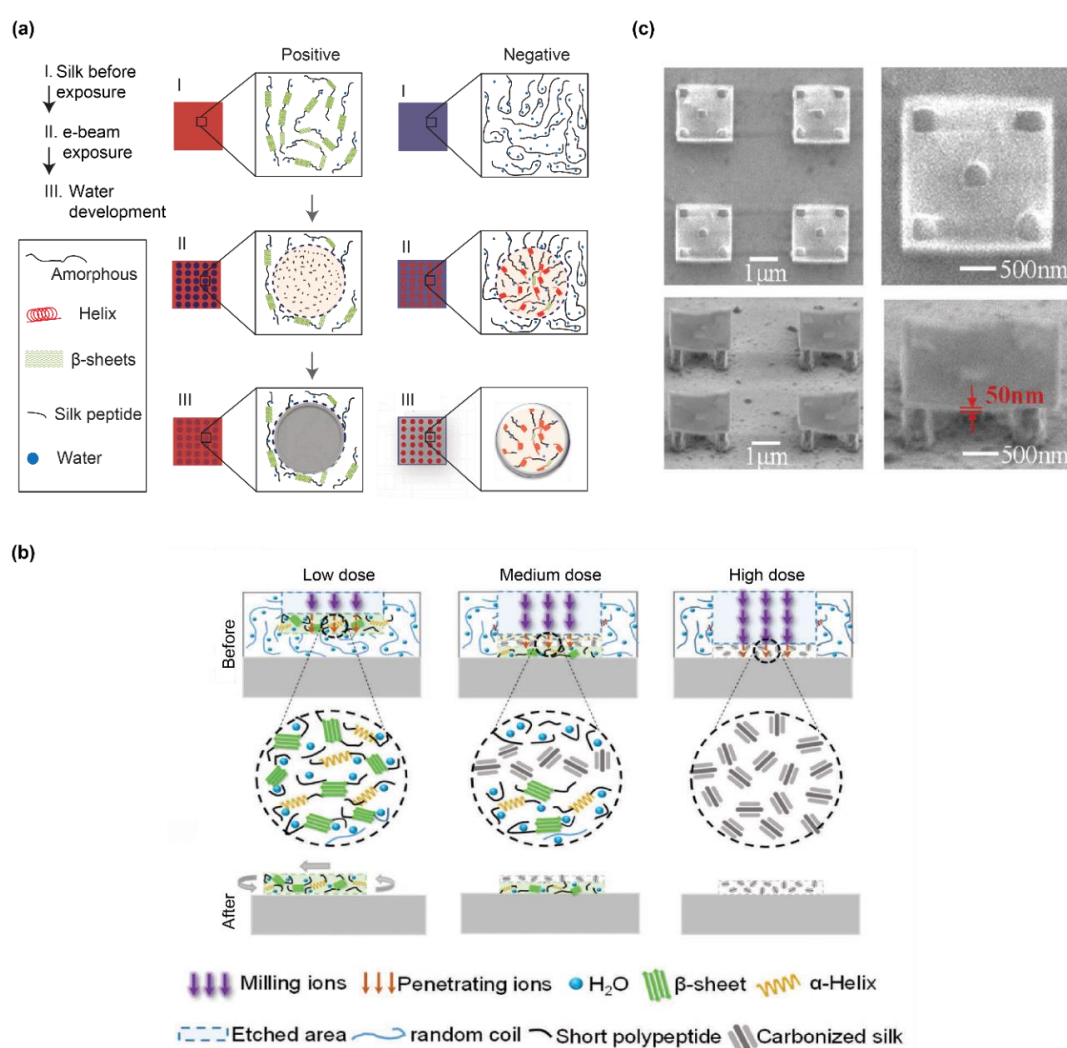 (a)
I. Silk before
exposure
II. e-beam
exposure
III. Water
development
Amorphous
Helix
β-sheets
Silk peptide
Water
Positive
Negative
I
I
II
II
III
III
(c)
1μm
500nm
1μm
50nm
500nm
(b)
Low dose
Medium dose
High dose
Before
After
Milling ions
Penetrating ions
H₂O
β-sheet
α-Helix
Etched area
random coil
Short polypeptide
Carbonized silk